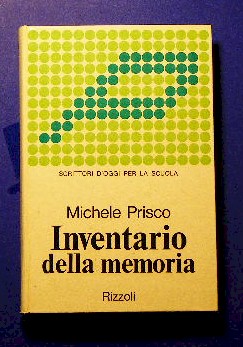 SCRITTORI D'OGGI PER LA SCUOLA
Michele Prisco
Inventario
della memoria
Rizzoli